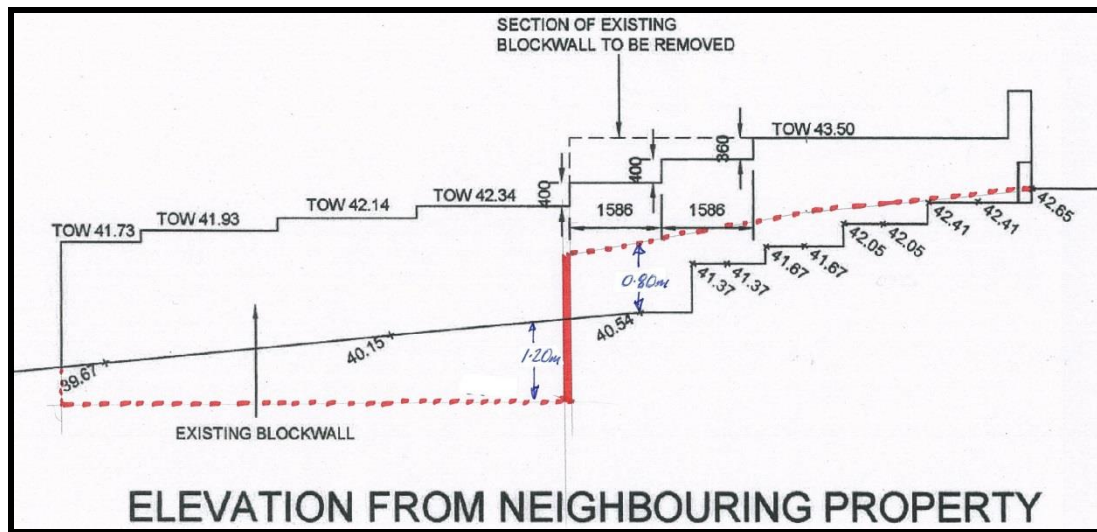 SECTION OF EXISTING
BLOCKWALL TO BE REMOVED
TOW 43.50
360
400
400
TOW 42.34
TOW 42.14
TOW 41.93
TOW 41.73
1586
1586
42.65
42.41
42.41
42.05
42.05
41.67
41.67
41.37
41.37
0.80m
40.54
1.20m
40.15
39.67
EXISTING BLOCKWALL
ELEVATION FROM NEIGHBOURING PROPERTY